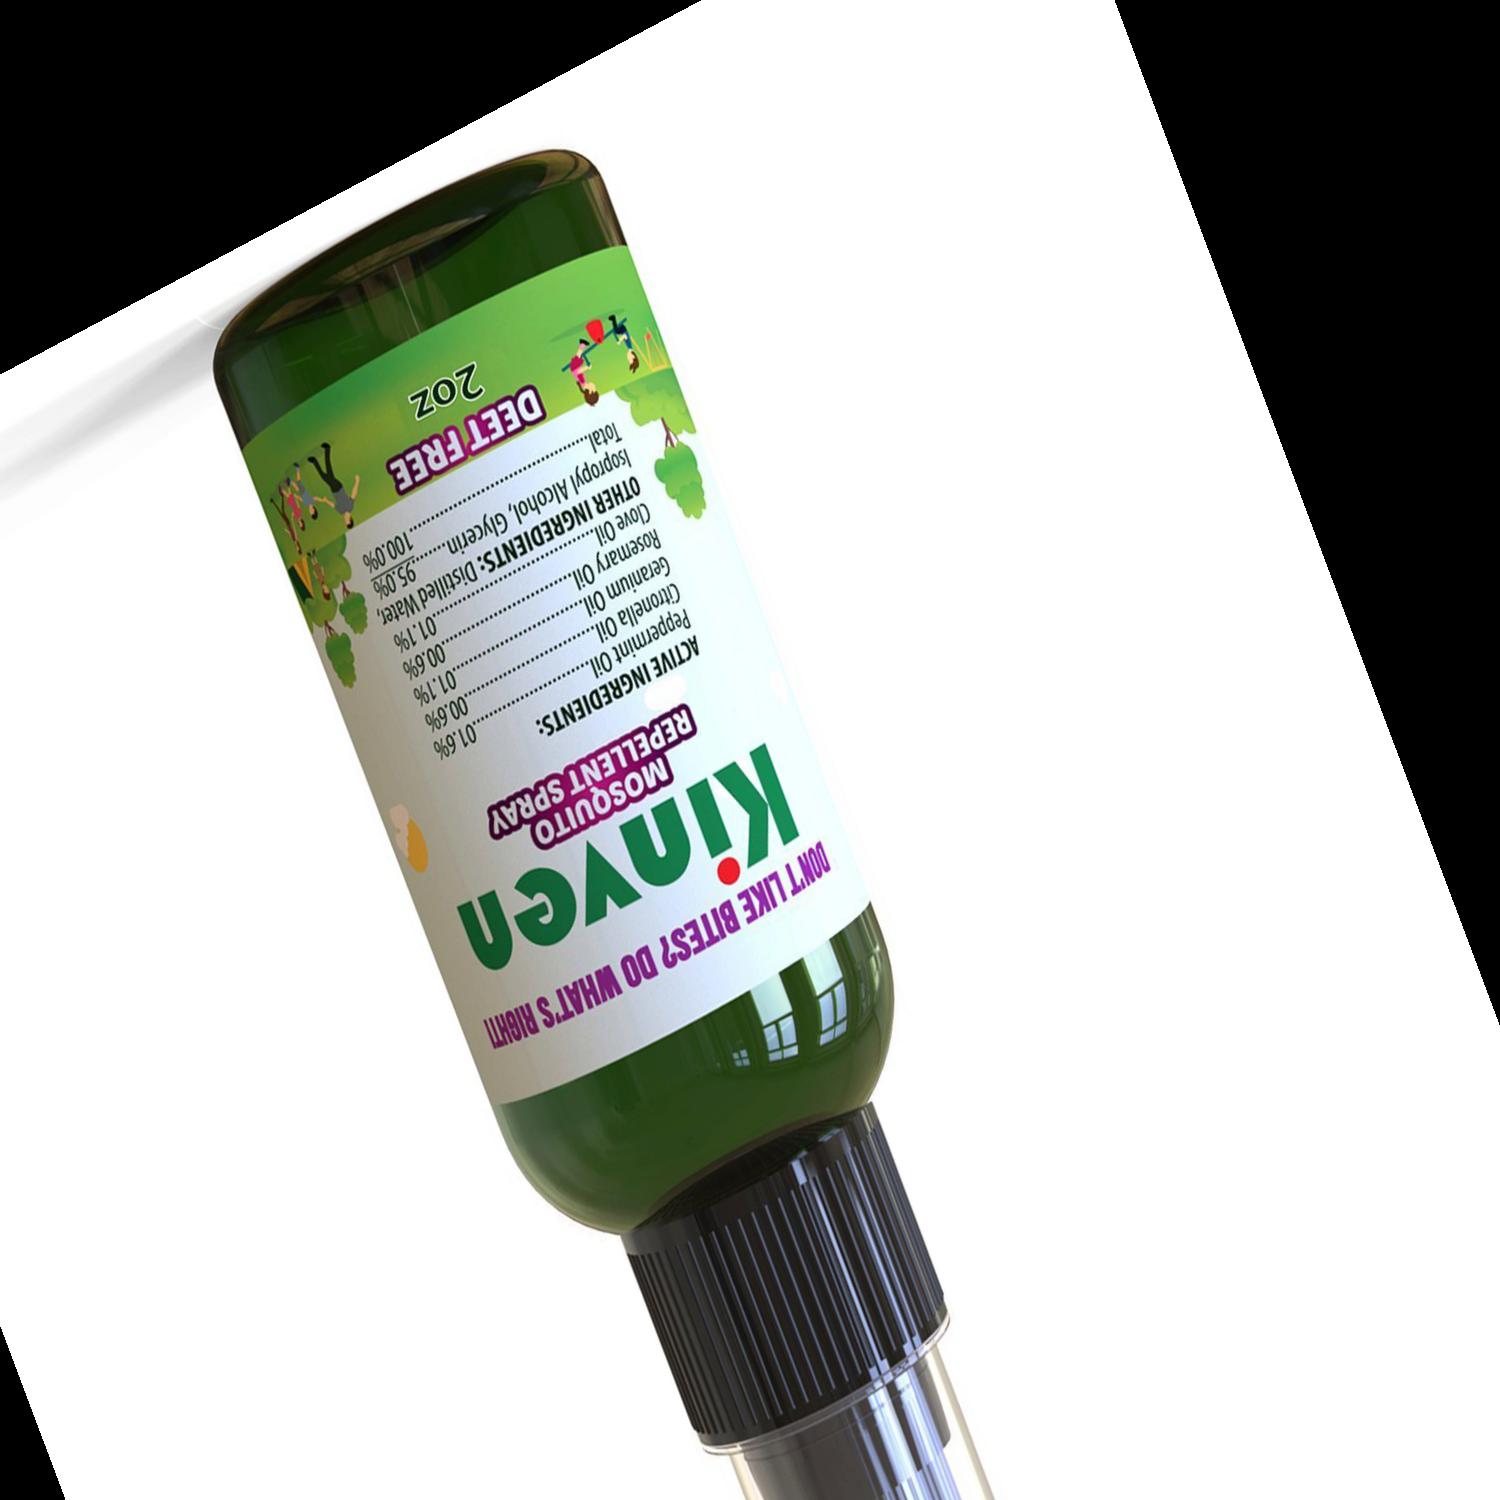 DON'T LIKE BITES? DO WHAT'S RIGHT!
Kinven
MOSQUITO
REPELLENT SPRAY
ACTIVE INGREDIENTS:
Peppermint Oil..............................01.6%
Citronella Oil..............................00.6%
Geranium Oil..............................01.1%
Rosemary Oil..............................00.6%
Clove Oil..............................01.1%
OTHER INGREDIENTS: Distilled Water,
Isopropyl Alcohol, Glycerin.........95.0%
Total..............................100.0%
DEET FREE
2oz